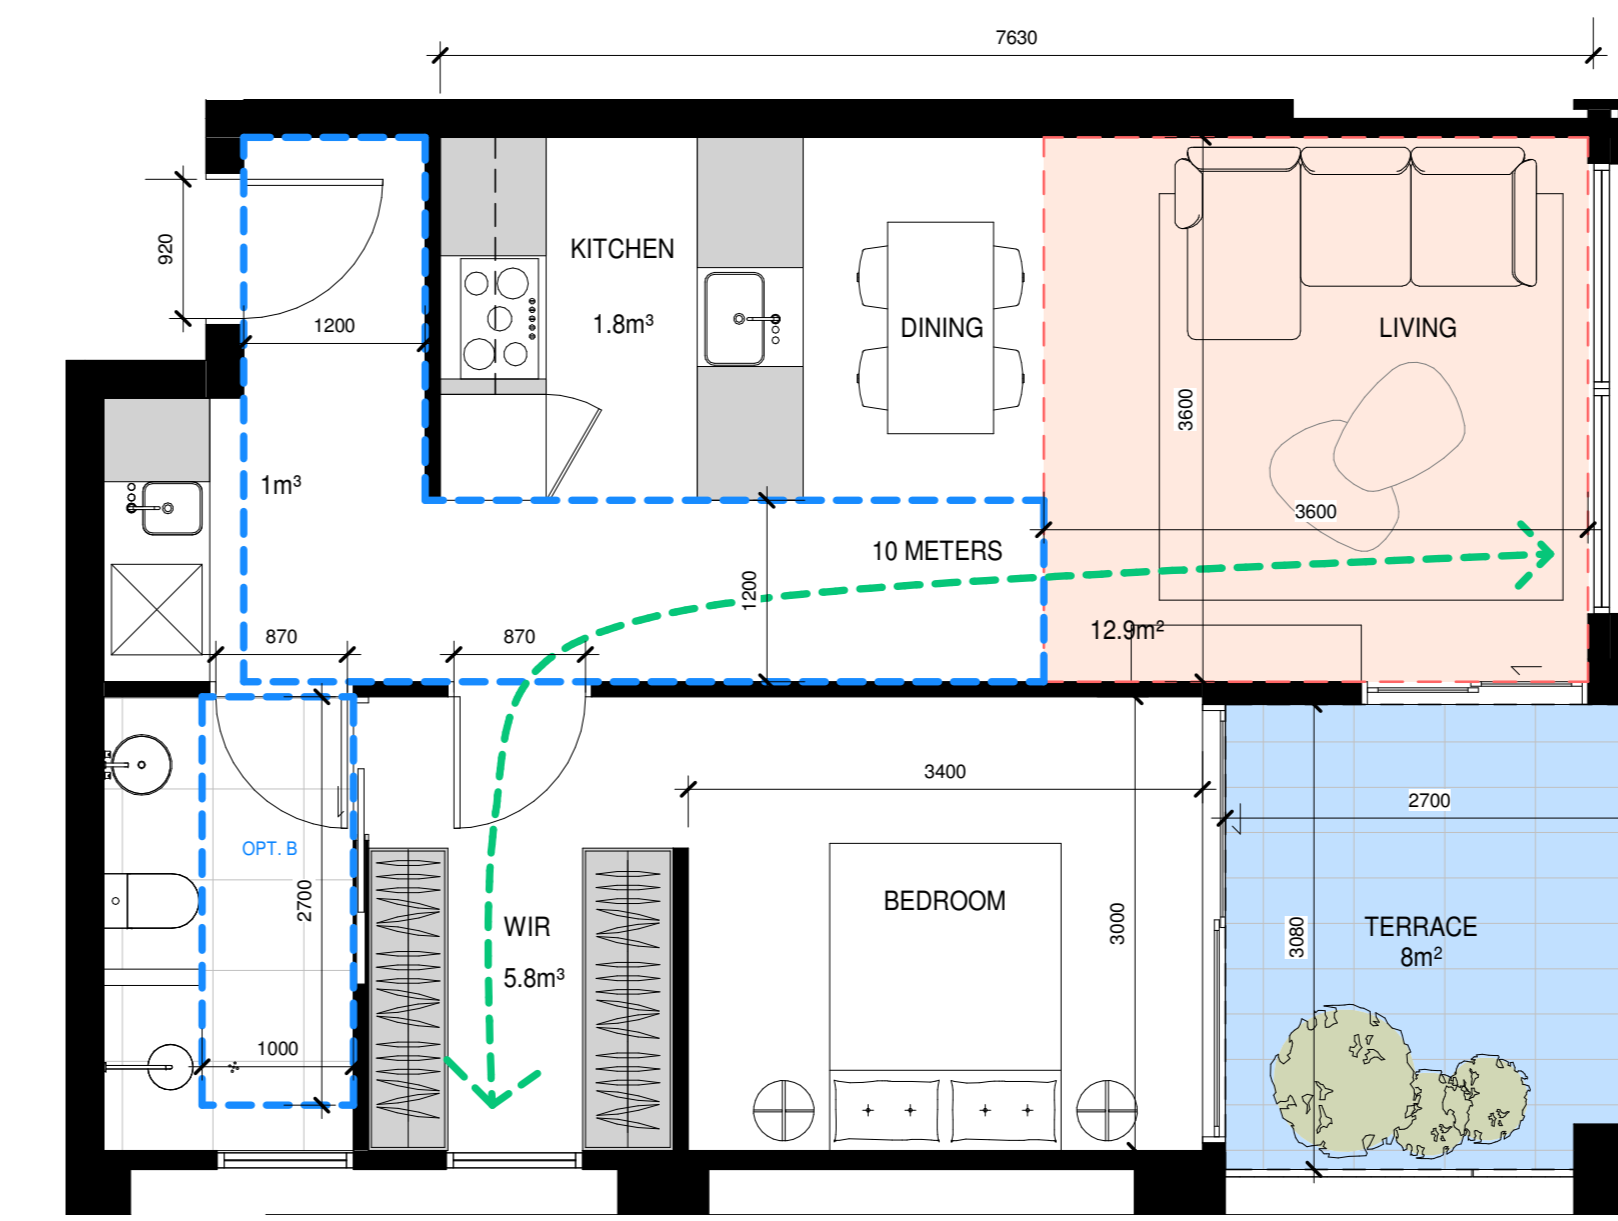 7630
920
1200
KITCHEN
1.8m³
DINING
LIVING
3600
1m³
3600
10 METERS
1200
12.9m²
870
870
3400
2700
OPT. B
2700
WIR
5.8m³
BEDROOM
3000
3080
TERRACE
8m²
1000